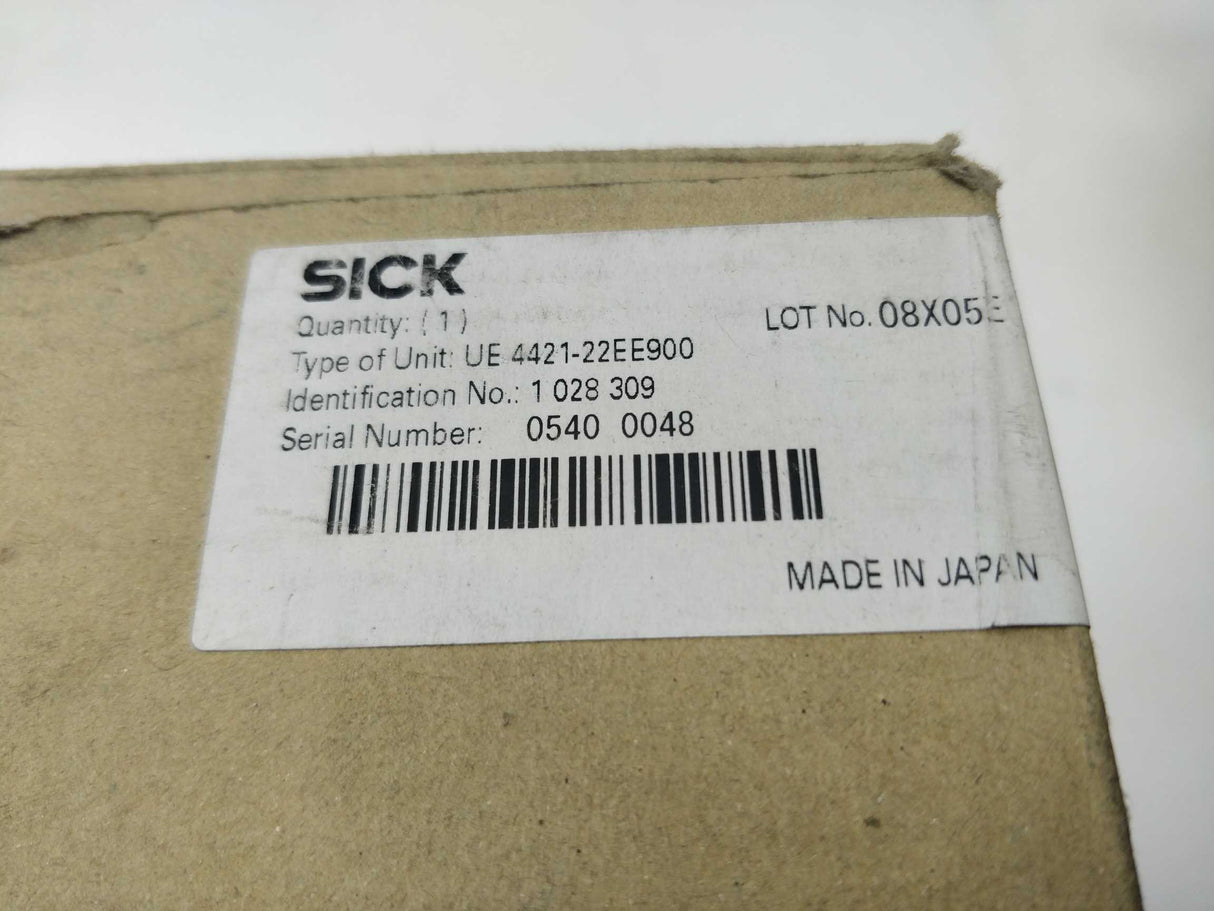 SICK
Quantity: ( 1 )
LOT No. 08X05E
Type of Unit: UE 4421-22EE900
Identification No.: 1 028 309
Serial Number: 0540 0048
MADE IN JAPAN